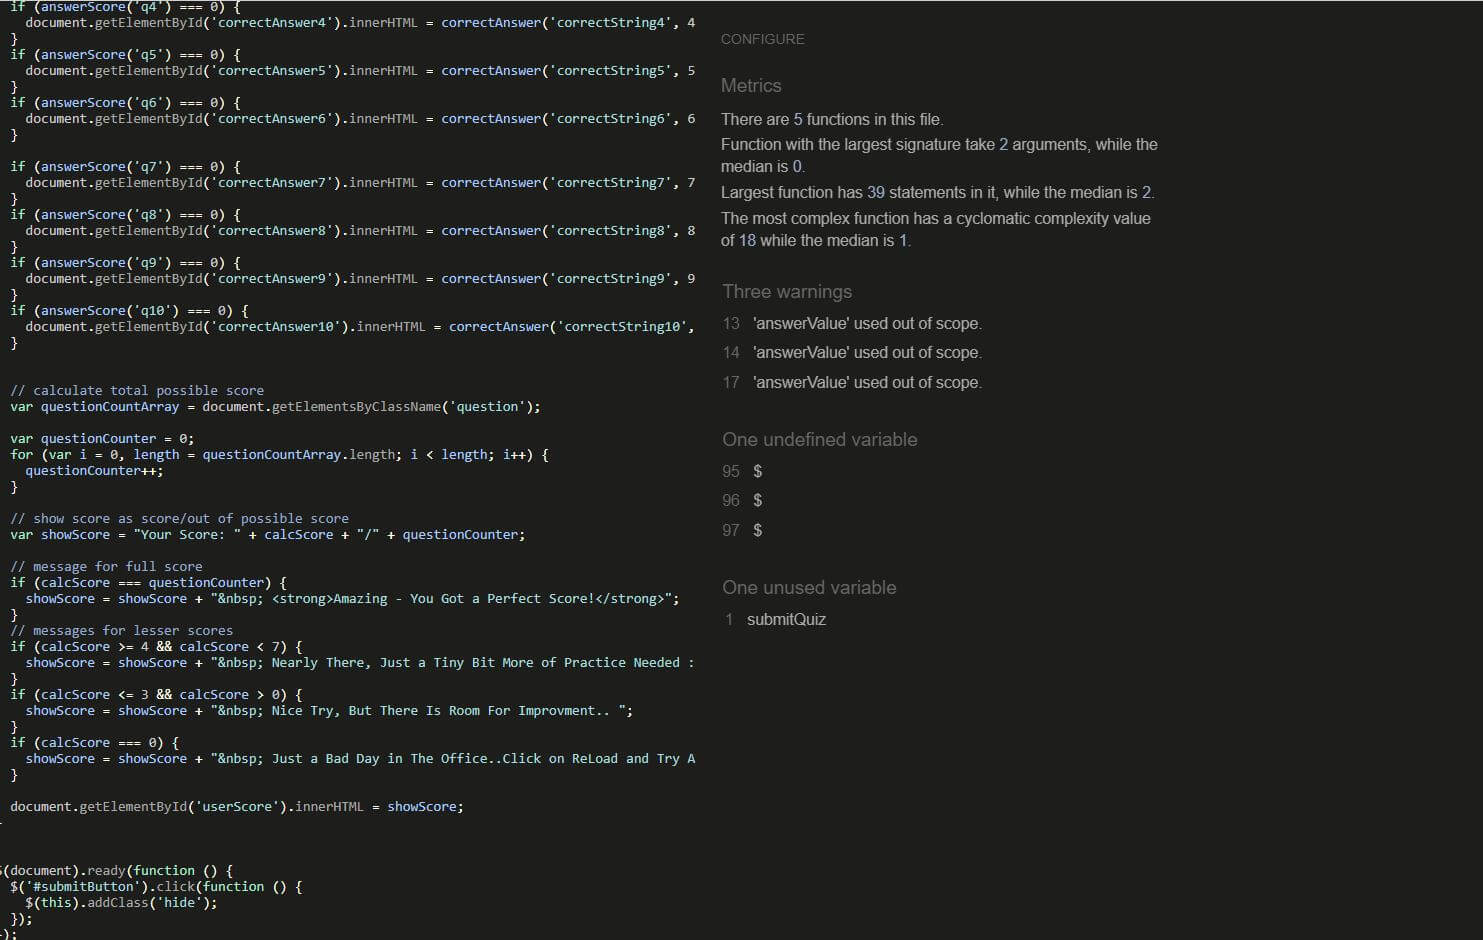 if (answerScore('q4') === 0) {
document.getElementById('correctAnswer4').innerHTML = correctAnswer('correctString4', 4
}
if (answerScore('q5') === 0) {
document.getElementById('correctAnswer5').innerHTML = correctAnswer('correctString5', 5
}
if (answerScore('q6') === 0) {
document.getElementById('correctAnswer6').innerHTML = correctAnswer('correctString6', 6
}
if (answerScore('q7') === 0) {
document.getElementById('correctAnswer7').innerHTML = correctAnswer('correctString7', 7
}
if (answerScore('q8') === 0) {
document.getElementById('correctAnswer8').innerHTML = correctAnswer('correctString8', 8
}
if (answerScore('q9') === 0) {
document.getElementById('correctAnswer9').innerHTML = correctAnswer('correctString9', 9
}
if (answerScore('q10') === 0) {
document.getElementById('correctAnswer10').innerHTML = correctAnswer('correctString10',
}
// calculate total possible score
var questionCountArray = document.getElementsByClassName('question');
var questionCounter = 0;
for (var i = 0, length = questionCountArray.length; i < length; i++) {
questionCounter++;
}
// show score as score/out of possible score
var showScore = "Your Score: " + calcScore + "/" + questionCounter;
// message for full score
if (calcScore === questionCounter) {
showScore = showScore + "&nbsp; <strong>Amazing - You Got a Perfect Score!</strong>";
}
// messages for lesser scores
if (calcScore >= 4 && calcScore < 7) {
showScore = showScore + "&nbsp; Nearly There, Just a Tiny Bit More of Practice Needed :
}
if (calcScore <= 3 && calcScore > 0) {
showScore = showScore + "&nbsp; Nice Try, But There Is Room For Improvment.. ";
}
if (calcScore === 0) {
showScore = showScore + "&nbsp; Just a Bad Day in The Office..Click on ReLoad and Try A
}
document.getElementById('userScore').innerHTML = showScore;
$(document).ready(function () {
$('#submitButton').click(function () {
$(this).addClass('hide');
});
});
CONFIGURE
Metrics
There are 5 functions in this file.
Function with the largest signature take 2 arguments, while the
median is 0.
Largest function has 39 statements in it, while the median is 2.
The most complex function has a cyclomatic complexity value
of 18 while the median is 1.
Three warnings
13 'answerValue' used out of scope.
14 'answerValue' used out of scope.
17 'answerValue' used out of scope.
One undefined variable
95 $
96 $
97 $
One unused variable
1 submitQuiz